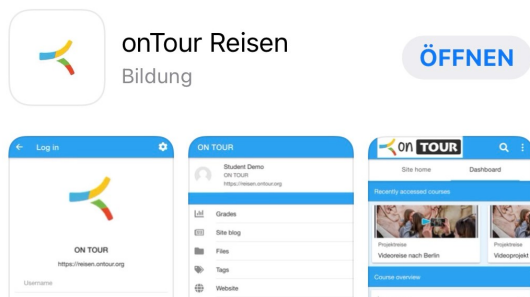 onTour Reisen
Bildung
ÖFFNEN
Log in
ON TOUR
https://reisen.ontour.org
Username
ON TOUR
Student Demo
ON TOUR
https://reisen.ontour.org
Grades
Site blog
Files
Tags
Website
on TOUR
Site home
Dashboard
Recently accessed courses
Projektreise
Videoreise nach Berlin
Projektreise
Videoprojekt
Course overview